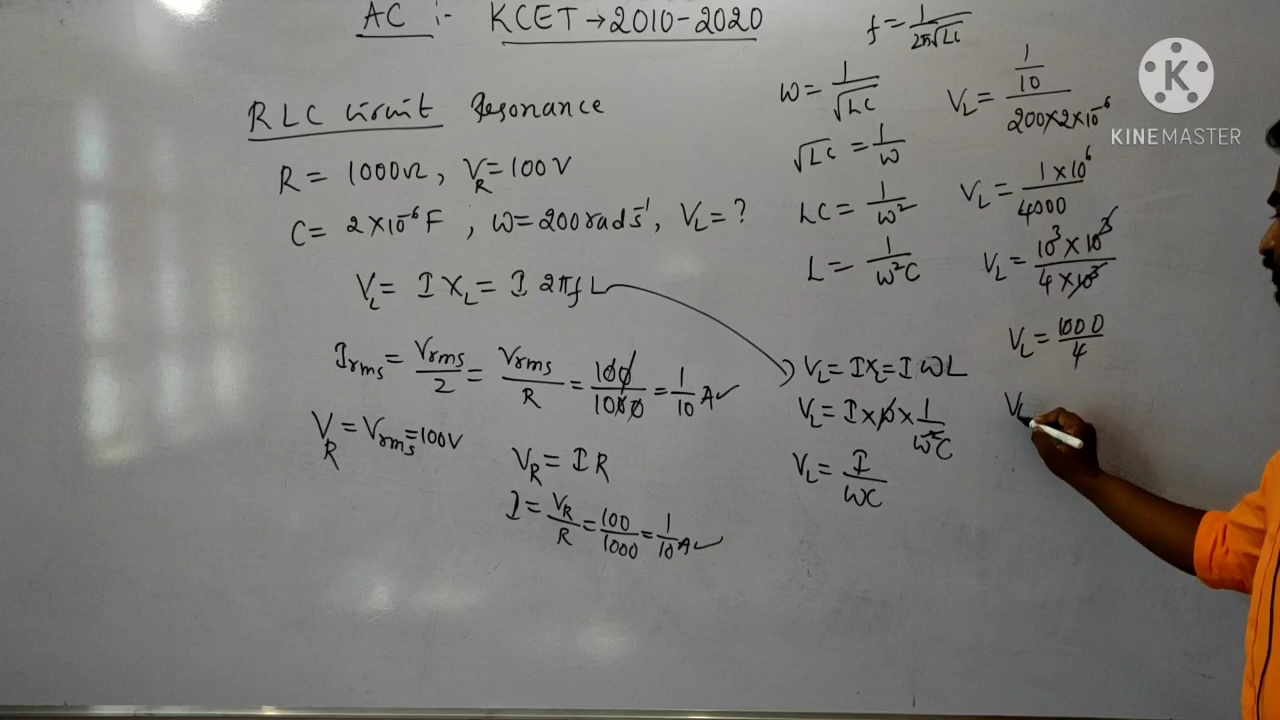 AC :- KCET → 2010-2020
RLC Circuit Resonance
R = 1000Ω, V_R = 100V
C = 2×10⁻⁶ F, ω = 200 rad s⁻¹, V_L = ?
V_L = I X_L = I 2πfL
I_rms = V_rms/Z = V_rms/R = 100/1000 = 1/10 A ✓
V_R = V_rms = 100V
V_R = I R
I = V_R/R = 100/1000 = 1/10 A ✓
f = 1/2π√LC
ω = 1/√LC
√LC = 1/ω
LC = 1/ω²
L = 1/ω²C
V_L = I X_L = I ωL
V_L = I × ω × 1/ω²C
V_L = I/ωC
V_L = 1/10 / 200×2×10⁻⁶
V_L = 1×10⁶/4000
V_L = 10³×10³/4×10³
V_L = 1000/4
V_L
K
KINEMASTER